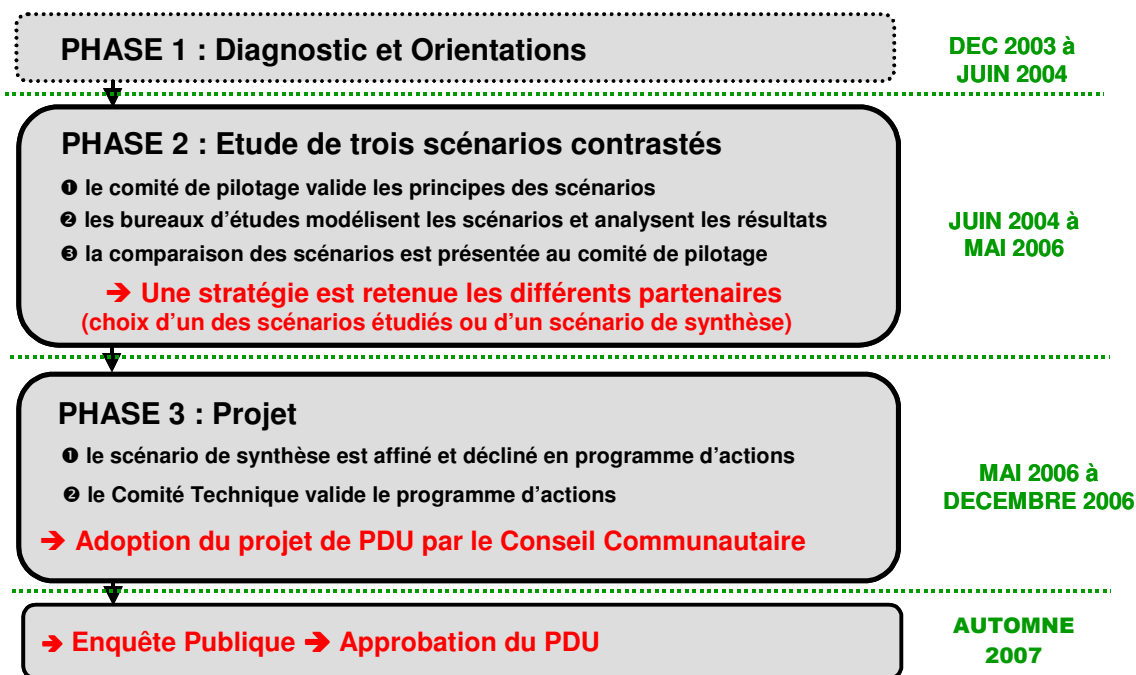 PHASE 1 : Diagnostic et Orientations
DEC 2003 à
JUIN 2004
PHASE 2 : Etude de trois scénarios contrastés
❶ le comité de pilotage valide les principes des scénarios
❷ les bureaux d'études modélisent les scénarios et analysent les résultats
❸ la comparaison des scénarios est présentée au comité de pilotage
➔ Une stratégie est retenue les différents partenaires
(choix d'un des scénarios étudiés ou d'un scénario de synthèse)
JUIN 2004 à
MAI 2006
PHASE 3 : Projet
❶ le scénario de synthèse est affiné et décliné en programme d'actions
❷ le Comité Technique valide le programme d'actions
➔ Adoption du projet de PDU par le Conseil Communautaire
MAI 2006 à
DECEMBRE 2006
➔ Enquête Publique ➔ Approbation du PDU
AUTOMNE
2007